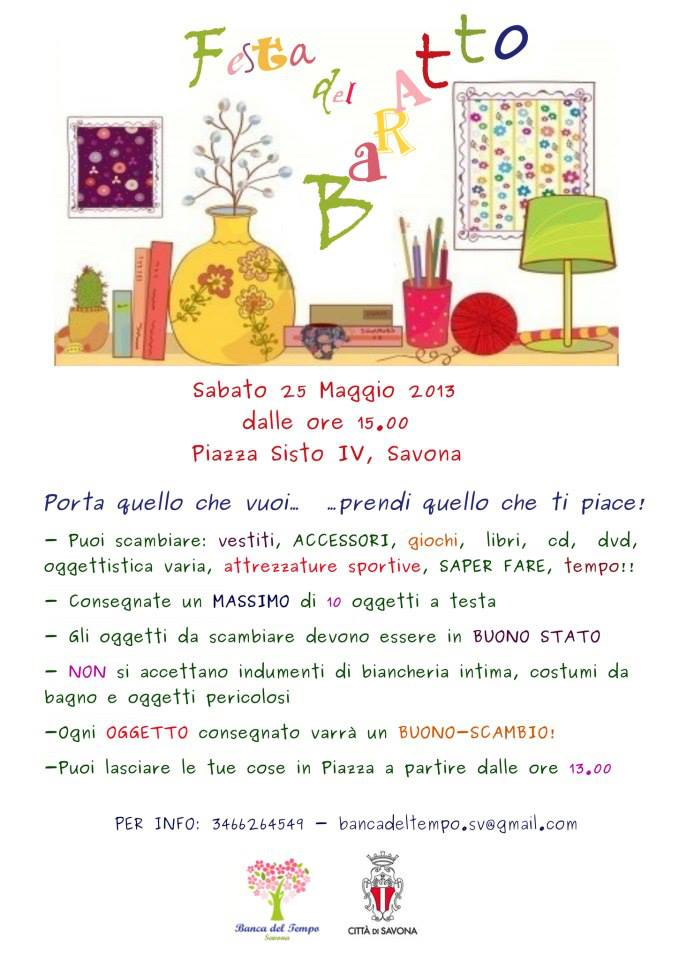 Festa
del
BaRAtto
Sabato 25 Maggio 2013
dalle ore 15.00
Piazza Sisto IV, Savona
Porta quello che vuoi… …prendi quello che ti piace!
- Puoi scambiare: vestiti, ACCESSORI, giochi, libri, cd, dvd,
oggettistica varia, attrezzature sportive, SAPER FARE, tempo!!
- Consegnate un MASSIMO di 10 oggetti a testa
- Gli oggetti da scambiare devono essere in BUONO STATO
- NON si accettano indumenti di biancheria intima, costumi da
bagno e oggetti pericolosi
-Ogni OGGETTO consegnato varrà un BUONO-SCAMBIO!
-Puoi lasciare le tue cose in Piazza a partire dalle ore 13.00
PER INFO: 3466264549 - bancadeltempo.sv@gmail.com
Banca del Tempo
Savona
CITTÀ DI SAVONA